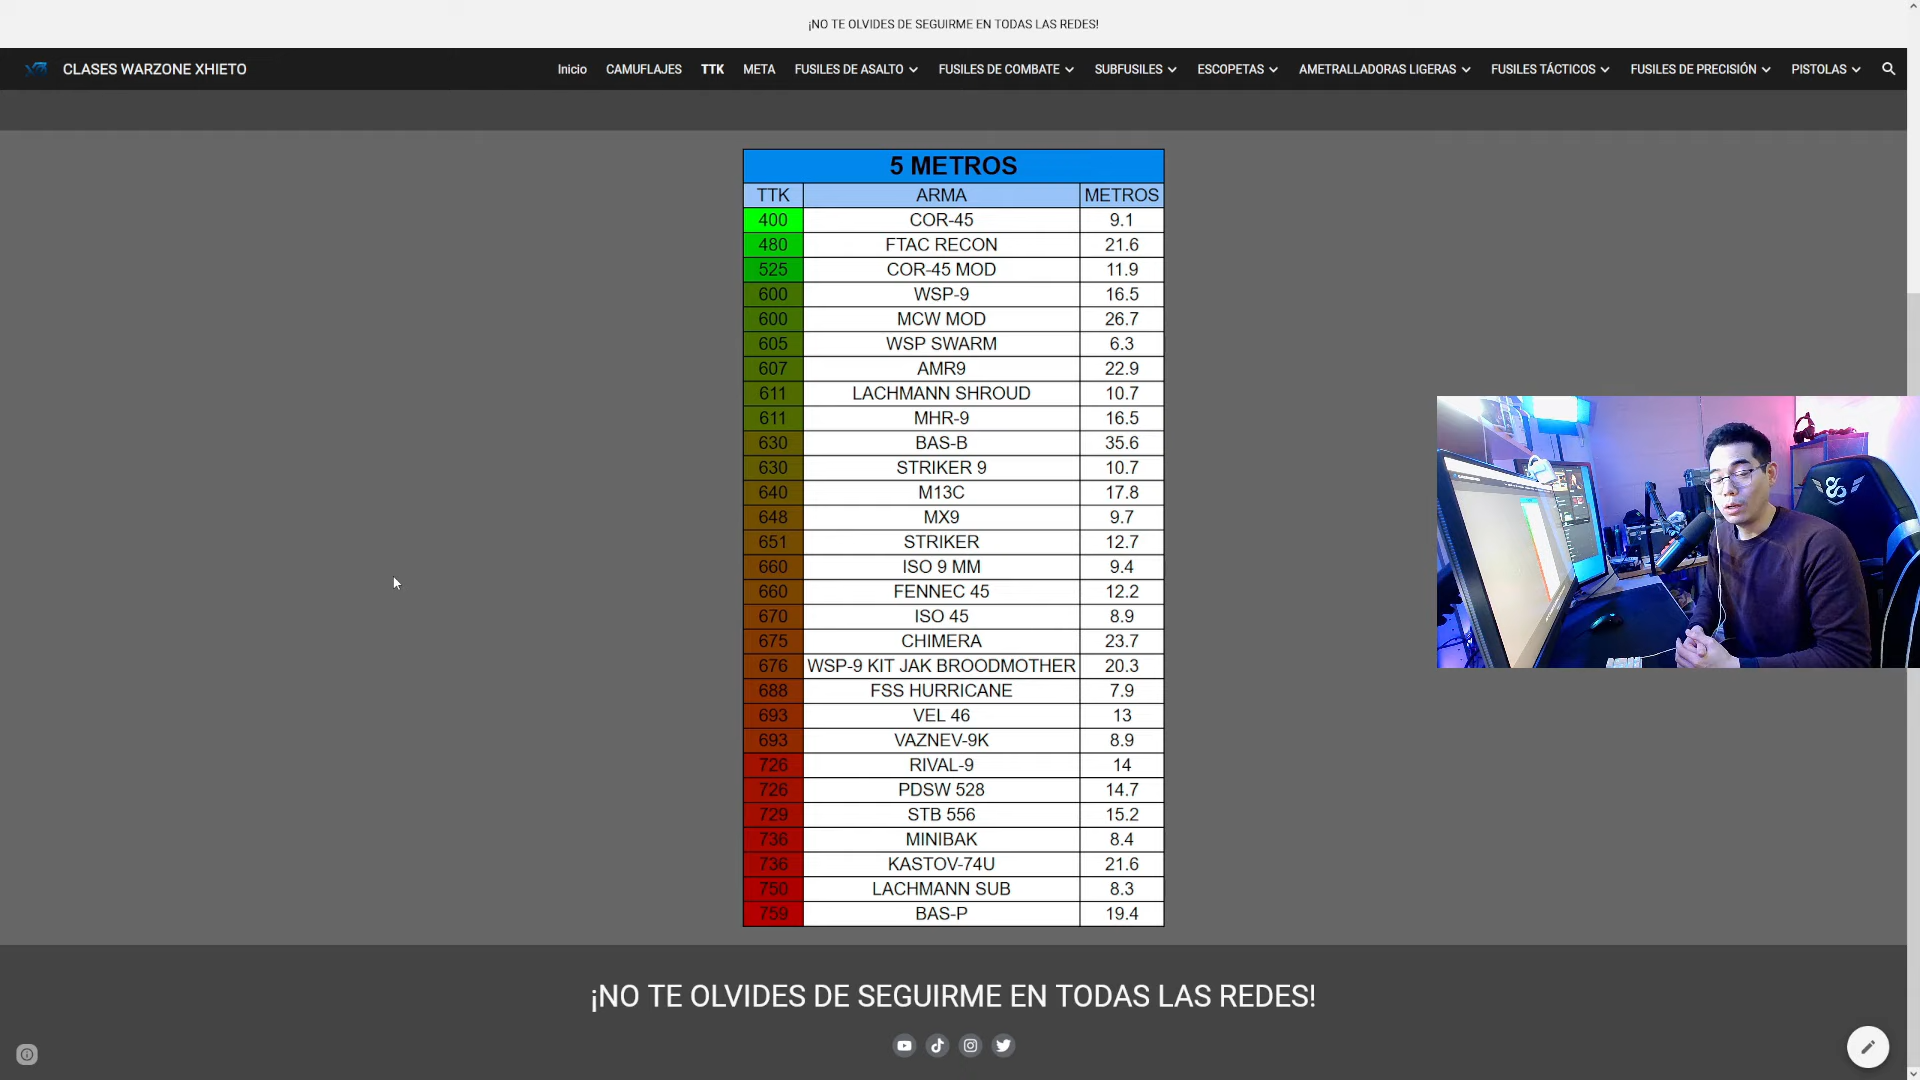 ¡NO TE OLVIDES DE SEGUIRME EN TODAS LAS REDES!
CLASES WARZONE XHIETO Inicio CAMUFLAJES TTK META FUSILES DE ASALTO FUSILES DE COMBATE SUBFUSILES ESCOPETAS AMETRALLADORAS LIGERAS FUSILES TÁCTICOS FUSILES DE PRECISIÓN PISTOLAS
5 METROS
TTK ARMA METROS
400 COR-45 9.1
480 FTAC RECON 21.6
525 COR-45 MOD 11.9
600 WSP-9 16.5
600 MCW MOD 26.7
605 WSP SWARM 6.3
607 AMR9 22.9
611 LACHMANN SHROUD 10.7
611 MHR-9 16.5
630 BAS-B 35.6
630 STRIKER 9 10.7
640 M13C 17.8
648 MX9 9.7
651 STRIKER 12.7
660 ISO 9 MM 9.4
660 FENNEC 45 12.2
670 ISO 45 8.9
675 CHIMERA 23.7
676 WSP-9 KIT JAK BROODMOTHER 20.3
688 FSS HURRICANE 7.9
693 VEL 46 13
693 VAZNEV-9K 8.9
726 RIVAL-9 14
726 PDSW 528 14.7
729 STB 556 15.2
736 MINIBAK 8.4
736 KASTOV-74U 21.6
750 LACHMANN SUB 8.3
759 BAS-P 19.4
¡NO TE OLVIDES DE SEGUIRME EN TODAS LAS REDES!